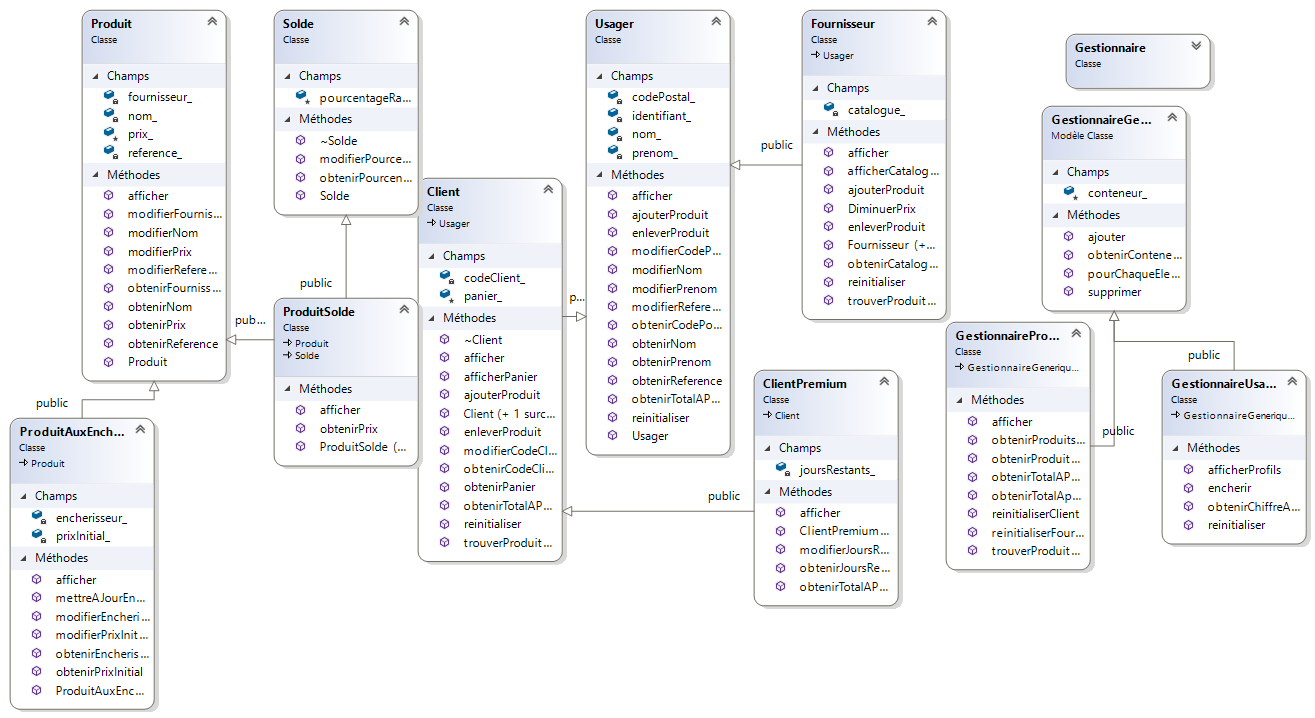 Produit
Classe
Champs
fournisseur_
nom_
prix_
reference_
Méthodes
afficher
modifierFournis...
modifierNom
modifierPrix
modifierRefere...
obtenirFourniss...
obtenirNom
obtenirPrix
obtenirReference
Produit
Solde
Classe
Champs
pourcentageRa...
Méthodes
~Solde
modifierPource...
obtenirPourcen...
Solde
Usager
Classe
Champs
codePostal_
identifiant_
nom_
prenom_
Méthodes
afficher
ajouterProduit
enleverProduit
modifierCodeP...
modifierNom
modifierPrenom
modifierRefere...
obtenirCodePo...
obtenirNom
obtenirPrenom
obtenirReference
obtenirTotalAP...
reinitialiser
Usager
Fournisseur
Classe
Usager
Champs
catalogue_
Méthodes
afficher
afficherCatalog...
ajouterProduit
DiminuerPrix
enleverProduit
Fournisseur (+...
obtenirCatalog...
reinitialiser
trouverProduit...
Gestionnaire
Classe
GestionnaireGe...
Modèle Classe
Champs
conteneur_
Méthodes
ajouter
obtenirContene...
pourChaqueEle...
supprimer
Client
Classe
Usager
Champs
codeClient_
panier_
Méthodes
~Client
afficher
afficherPanier
ajouterProduit
Client (+ 1 surc...
enleverProduit
modifierCodeCl...
obtenirCodeCli...
obtenirPanier
obtenirTotalAP...
reinitialiser
trouverProduit...
ProduitSolde
Classe
Produit
Solde
Méthodes
afficher
obtenirPrix
ProduitSolde (...
GestionnairePro...
Classe
GestionnaireGeneriqu...
Méthodes
afficher
obtenirProduits...
obtenirProduit...
obtenirTotalAP...
obtenirTotalAp...
reinitialiserClient
reinitialiserFour...
trouverProduit...
GestionnaireUsa...
Classe
GestionnaireGeneriqu...
Méthodes
afficherProfils
encherir
obtenirChiffreA...
reinitialiser
ClientPremium
Classe
Client
Champs
joursRestants_
Méthodes
afficher
ClientPremium...
modifierJoursR...
obtenirJoursRe...
obtenirTotalAP...
ProduitAuxEnch...
Classe
Produit
Champs
encherisseur_
prixInitial_
Méthodes
afficher
mettreAJourEn...
modifierEncheri...
modifierPrixInit...
obtenirEncheris...
obtenirPrixInitial
ProduitAuxEnc...
public
public
pub...
p...
public
public
public
public